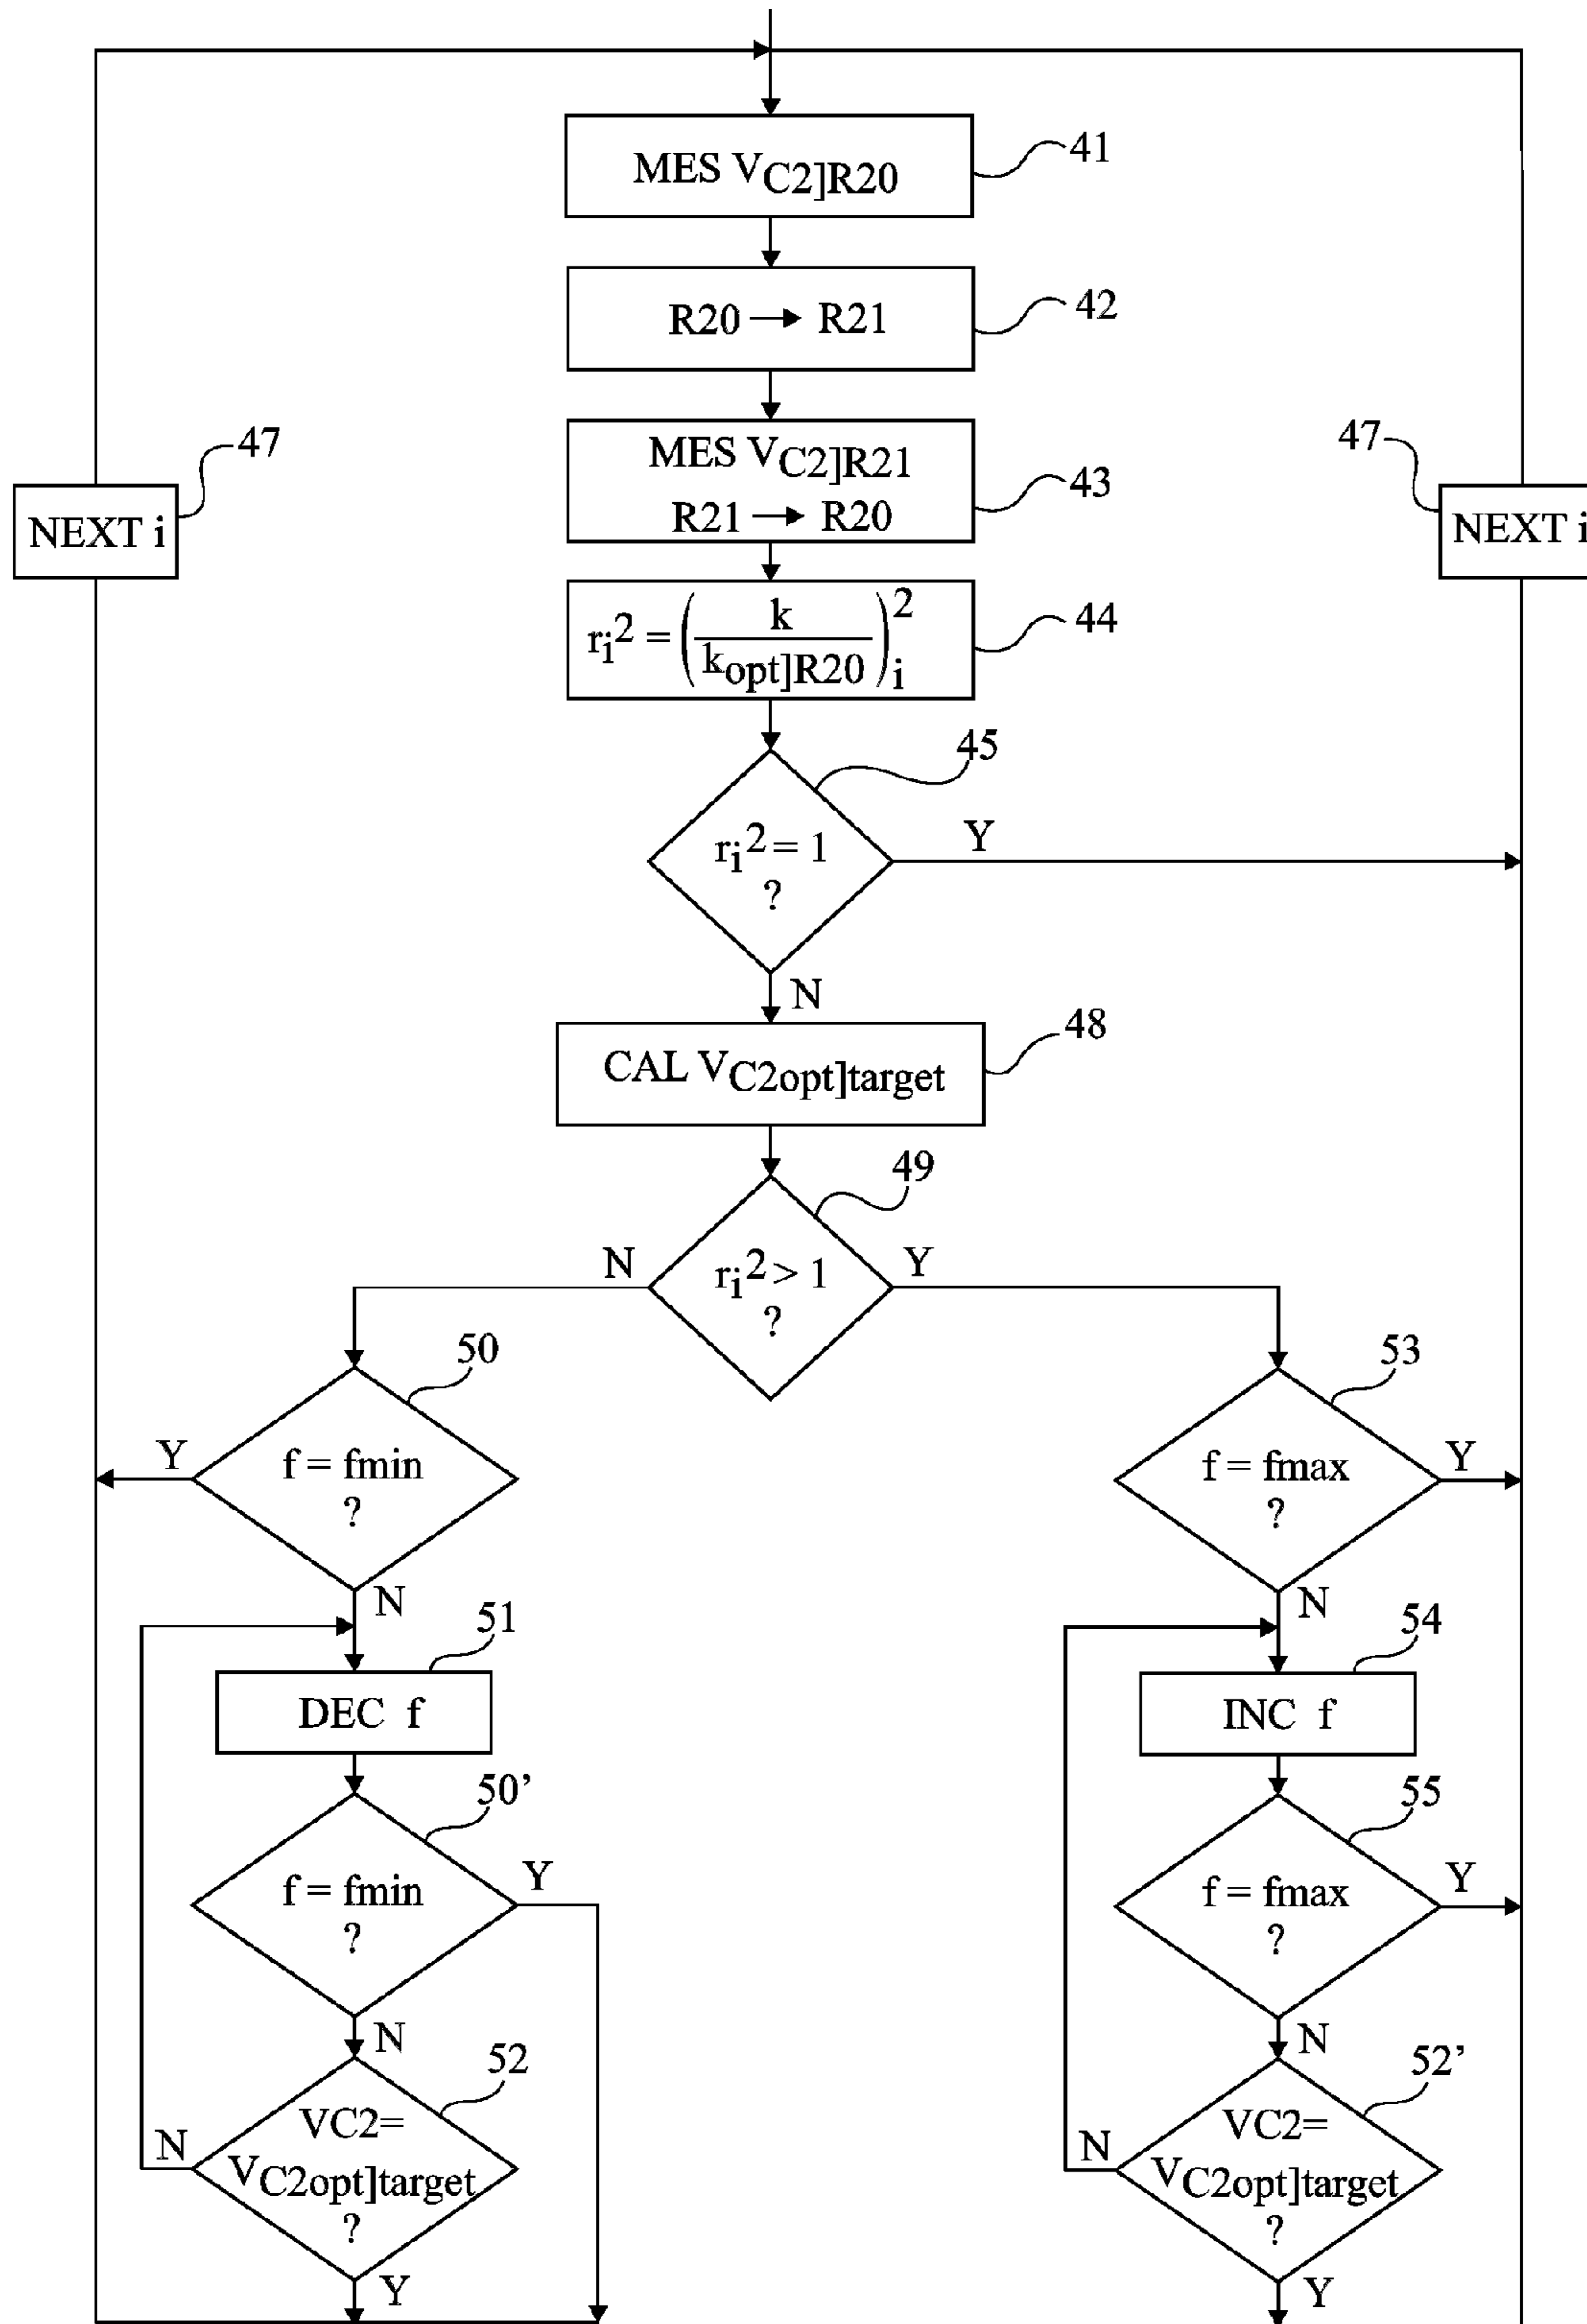 MES VC2]R20
41
R20 → R21
42
MES VC2]R21
R21 → R20
43
47
NEXT i
47
NEXT i
ri2 = (k / kopt]R20)i2
44
45
ri2 = 1
?
Y
N
CAL VC2opt]target
48
49
ri2 > 1
?
N
Y
50
f = fmin
?
Y
N
53
f = fmax
?
Y
N
51
DEC f
54
INC f
50’
f = fmin
?
Y
N
55
f = fmax
?
Y
N
52
VC2=
VC2opt]target
?
N
Y
52’
VC2=
VC2opt]target
?
N
Y